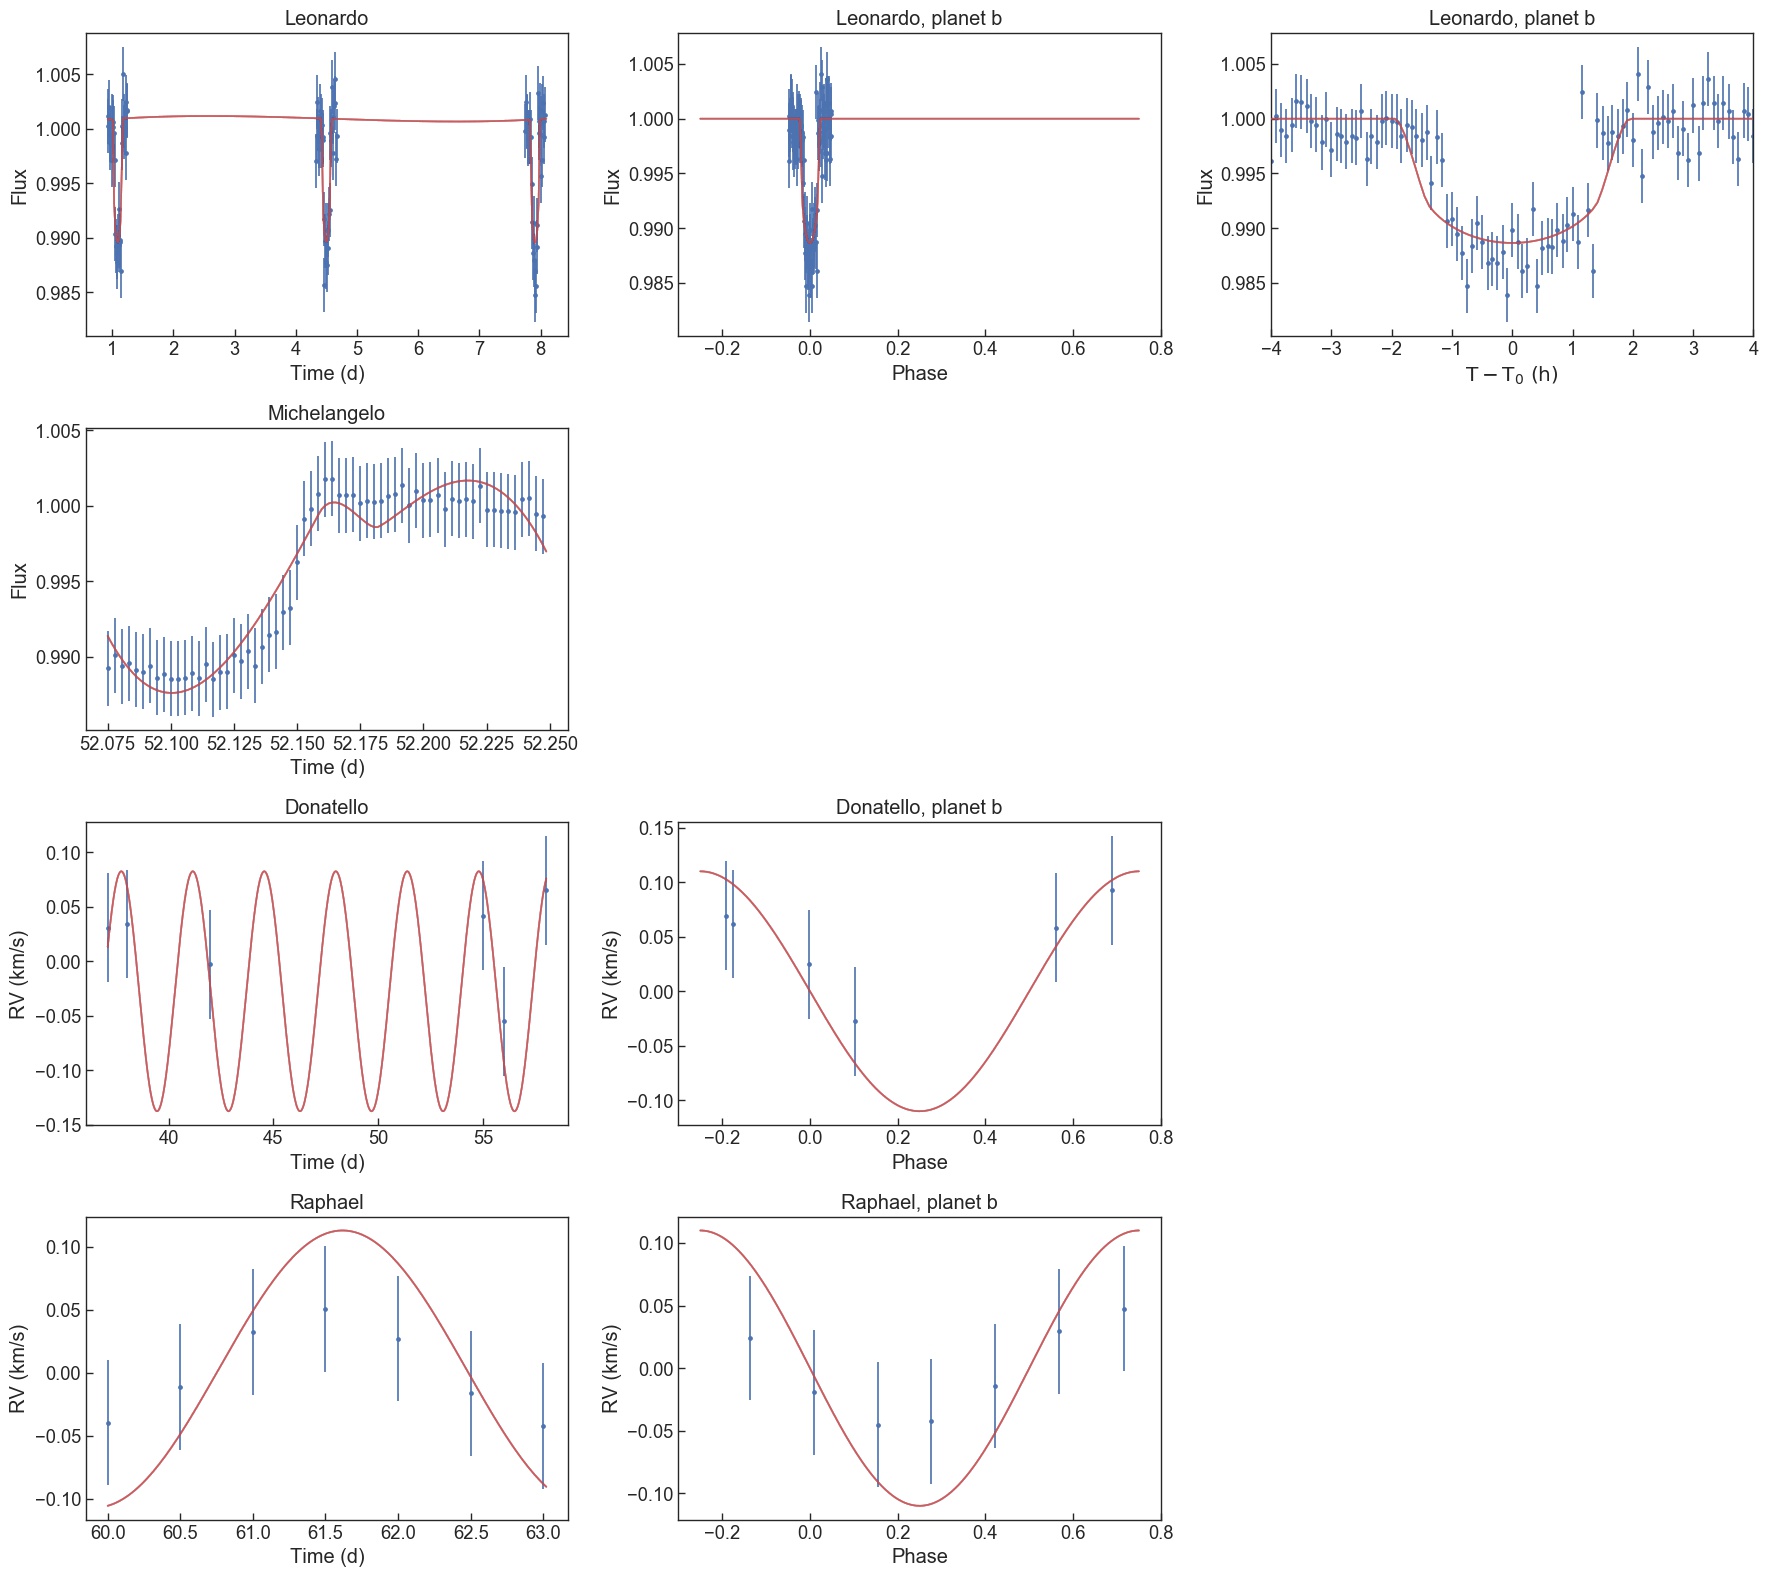 Leonardo
Leonardo, planet b
Leonardo, planet b
1.005
1.000
0.995
0.990
0.985
Flux
1 2 3 4 5 6 7 8
Time (d)
1.005
1.000
0.995
0.990
0.985
Flux
−0.2 0.0 0.2 0.4 0.6 0.8
Phase
1.005
1.000
0.995
0.990
0.985
Flux
−4 −3 −2 −1 0 1 2 3 4
T − T₀ (h)
Michelangelo
1.005
1.000
0.995
0.990
Flux
52.075 52.100 52.125 52.150 52.175 52.200 52.225 52.250
Time (d)
Donatello
Donatello, planet b
0.10
0.05
0.00
−0.05
−0.10
−0.15
RV (km/s)
40 45 50 55
Time (d)
0.15
0.10
0.05
0.00
−0.05
−0.10
RV (km/s)
−0.2 0.0 0.2 0.4 0.6 0.8
Phase
Raphael
Raphael, planet b
0.10
0.05
0.00
−0.05
−0.10
RV (km/s)
60.0 60.5 61.0 61.5 62.0 62.5 63.0
Time (d)
0.10
0.05
0.00
−0.05
−0.10
RV (km/s)
−0.2 0.0 0.2 0.4 0.6 0.8
Phase